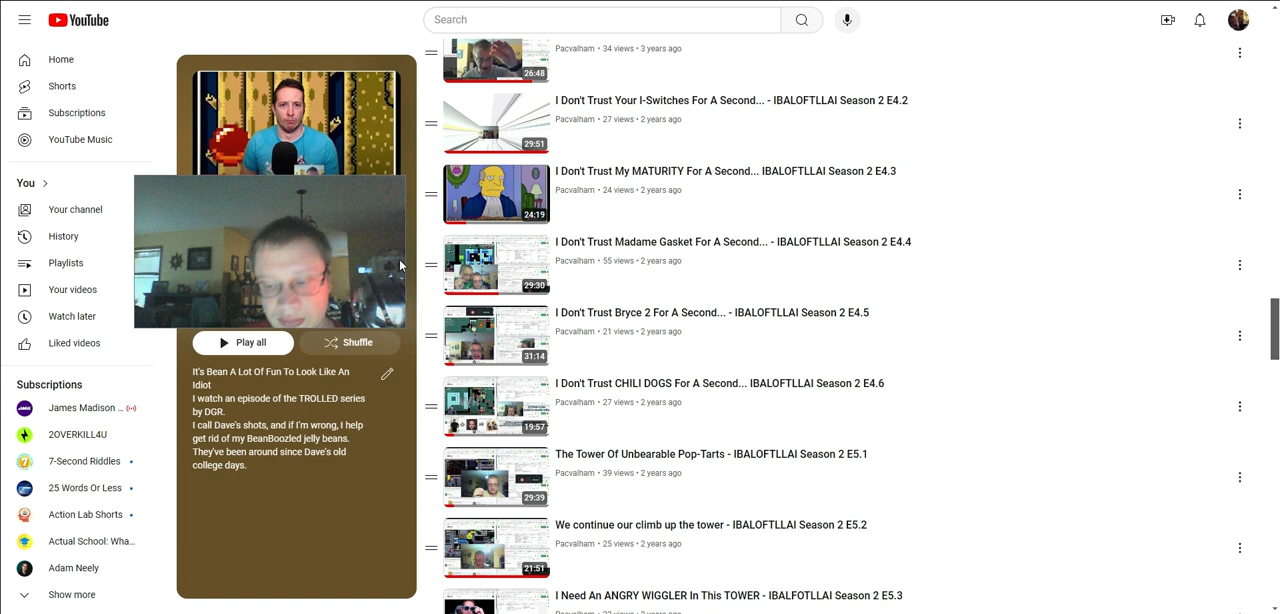 YouTube
Search
Home
Shorts
Subscriptions
YouTube Music
You
Your channel
History
Playlists
Your videos
Watch later
Liked videos
Subscriptions
James Madison ...
2OVERKILL4U
7-Second Riddles
25 Words or Less
Action Lab Shorts
Actual School: Wha...
Adam Neely
Show more
Play all
Shuffle
It's Bean A Lot Of Fun To Look Like An
Idiot
I watch an episode of the TROLLED series
by DGR.
I call Dave's shots, and if I'm wrong, I help
get rid of my BeanBoozled jelly beans.
They've been around since Dave's old
college days.
Pacvalham • 34 views • 3 years ago
26:48
I Don't Trust Your I-Switches For A Second... - IBALOFTLLAI Season 2 E4.2
Pacvalham • 27 views • 2 years ago
29:51
I Don't Trust My MATURITY For A Second... IBALOFTLLAI Season 2 E4.3
Pacvalham • 24 views • 2 years ago
24:19
I Don't Trust Madame Gasket For A Second... - IBALOFTLLAI Season 2 E4.4
Pacvalham • 55 views • 2 years ago
29:30
I Don't Trust Bryce 2 For A Second... - IBALOFTLLAI Season 2 E4.5
Pacvalham • 21 views • 2 years ago
31:14
I Don't Trust CHILI DOGS For A Second... IBALOFTLLAI Season 2 E4.6
Pacvalham • 27 views • 2 years ago
19:57
The Tower Of Unbearable Pop-Tarts - IBALOFTLLAI Season 2 E5.1
Pacvalham • 39 views • 2 years ago
29:39
We continue our climb up the tower - IBALOFTLLAI Season 2 E5.2
Pacvalham • 25 views • 2 years ago
21:51
I Need An ANGRY WIGGLER In This TOWER - IBALOFTLLAI Season 2 E5.3